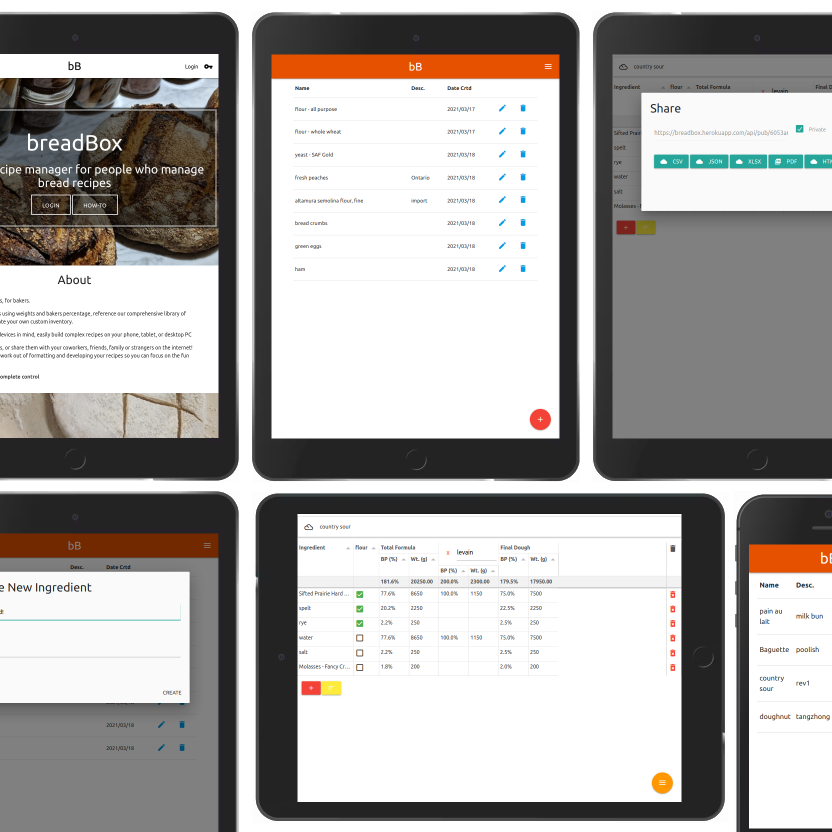 bB
Login
breadBox
cipe manager for people who manage
bread recipes
LOGIN
HOW-TO
About
s, for bakers.
s using weights and bakers percentage, reference our comprehensive library of
ate your own custom inventory.
devices in mind, easily build complex recipes on your phone, tablet, or desktop PC
s, or share them with your coworkers, friends, family or strangers on the internet!
work out of formatting and developing your recipes so you can focus on the fun
omplete control
bB
Name Desc. Date Crtd
flour - all purpose 2021/03/17
flour - whole wheat 2021/03/17
yeast - SAF Gold 2021/03/18
fresh peaches Ontario 2021/03/18
altamura semolina flour, fine import 2021/03/18
bread crumbs 2021/03/18
green eggs 2021/03/18
ham 2021/03/18
+
country sour
Ingredient flour Total Formula x levain Final D
Share
https://breadbox.herokuapp.com/api/pub/6053a Private
CSV JSON XLSX PDF HTM
Sifted Prairi
spelt
rye
water
salt
Molasses - F
+
bB
Desc. Date Crtd
e New Ingredient
CREATE
2021/03/18
2021/03/18
country sour
Ingredient flour Total Formula x levain Final Dough
BP (%) Wt. (g) BP (%) Wt. (g)
BP (%) Wt. (g)
181.6% 20250.00 200.0% 2300.00 179.5% 17950.00
Sifted Prairie Hard ... 77.6% 8650 100.0% 1150 75.0% 7500
spelt 20.2% 2250 22.5% 2250
rye 2.2% 250 2.5% 250
water 77.6% 8650 100.0% 1150 75.0% 7500
salt 2.2% 250 2.5% 250
Molasses - Fancy Cr... 1.8% 200 2.0% 200
+
bB
Name Desc.
pain au
lait milk bun
Baguette poolish
country
sour rev1
doughnut tangzhong